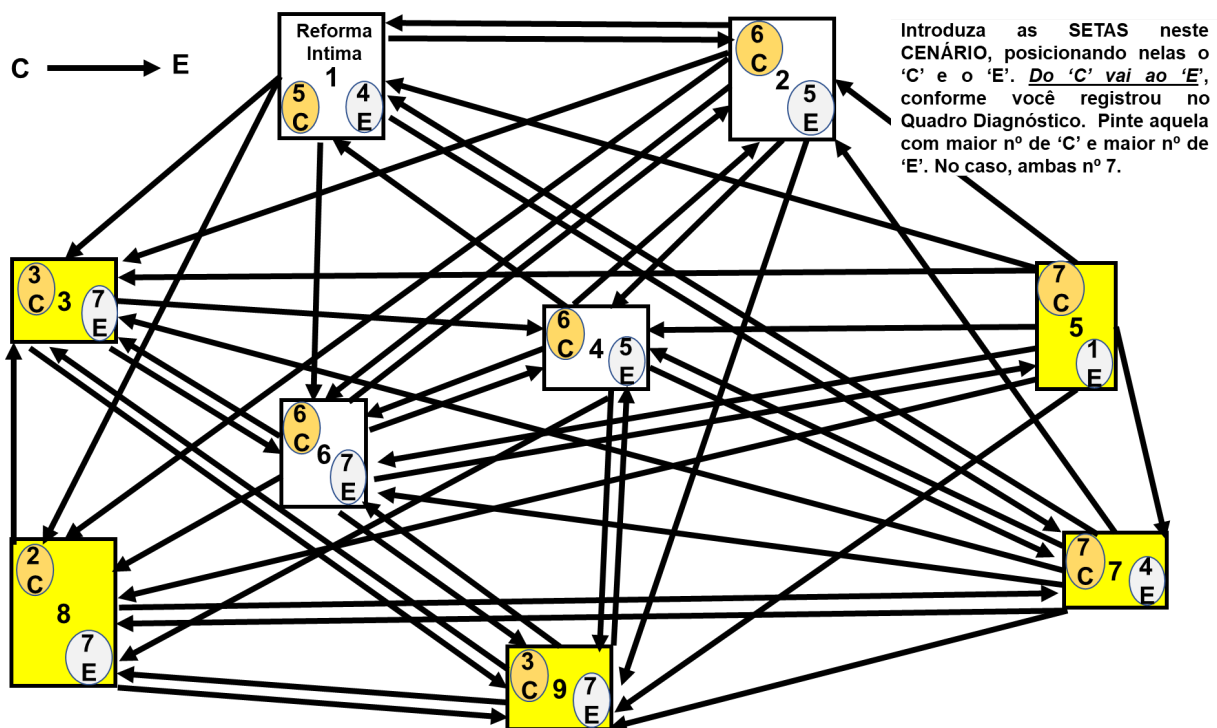 C E
Reforma
Intima
1
5
C
4
E
6
C
2
5
E
Introduza as SETAS neste
CENÁRIO, posicionando nelas o
‘C’ e o ‘E’. Do ‘C’ vai ao ‘E’,
conforme você registrou no
Quadro Diagnóstico. Pinte aquela
com maior nº de ‘C’ e maior nº de
‘E’. No caso, ambas nº 7.
3
C
3
7
E
6
C
4
5
E
7
C
5
1
E
6
C
6
7
E
2
C
8
7
E
3
C
9
7
E
7
C
7
4
E